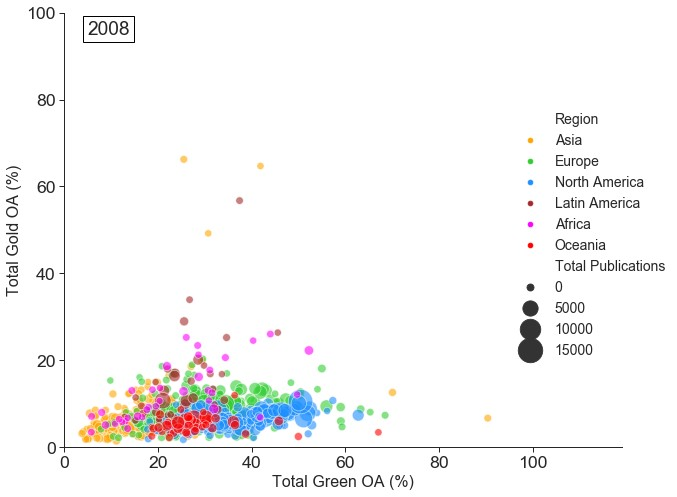 2008
100
80
60
40
20
0
Total Gold OA (%)
0 20 40 60 80 100
Total Green OA (%)
Region
Asia
Europe
North America
Latin America
Africa
Oceania
Total Publications
0
5000
10000
15000